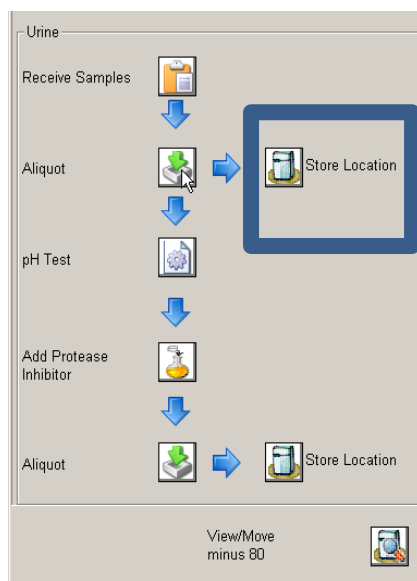 Urine
Receive Samples
Aliquot
Store Location
pH Test
Add Protease
Inhibitor
Aliquot
Store Location
View/Move
minus 80